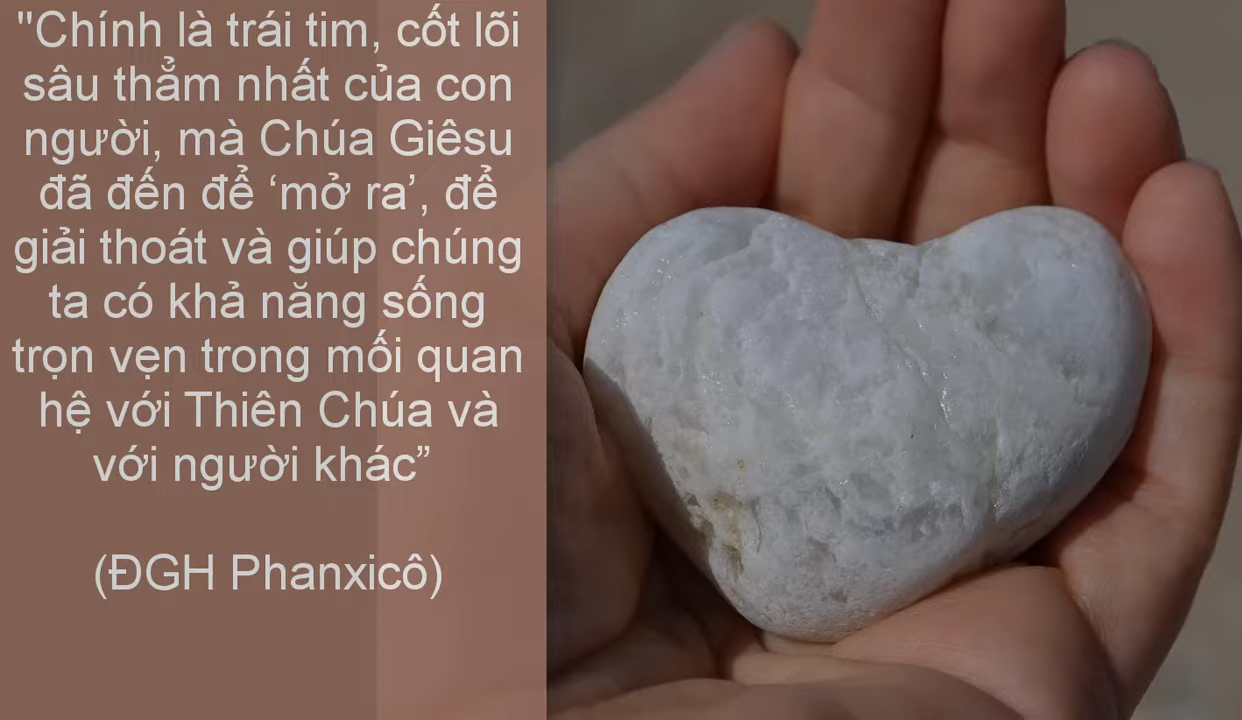 "Chính là trái tim, cốt lõi
sâu thẳm nhất của con
người, mà Chúa Giêsu
đã đến để ‘mở ra’, để
giải thoát và giúp chúng
ta có khả năng sống
trọn vẹn trong mối quan
hệ với Thiên Chúa và
với người khác”
(ĐGH Phanxicô)